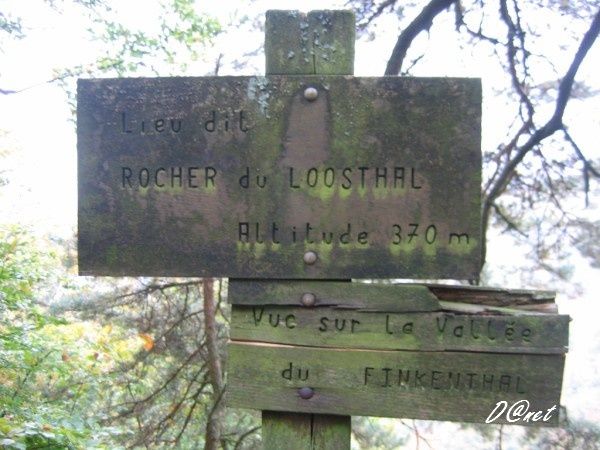 Lieu dit
ROCHER du LOOSTHAL
Altitude 370 m
Vue sur la Vallée
du FINKENTHAL
D@net